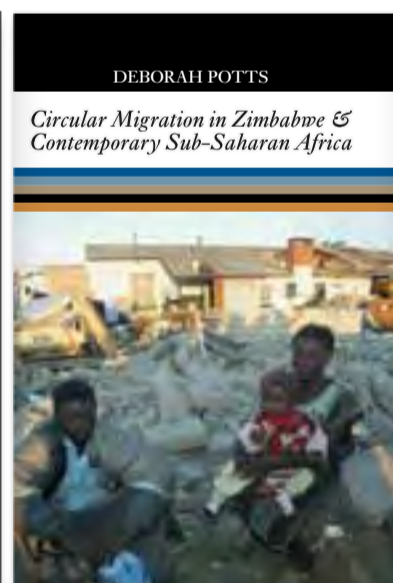 DEBORAH POTTS
Circular Migration in Zimbabwe &
Contemporary Sub-Saharan Africa